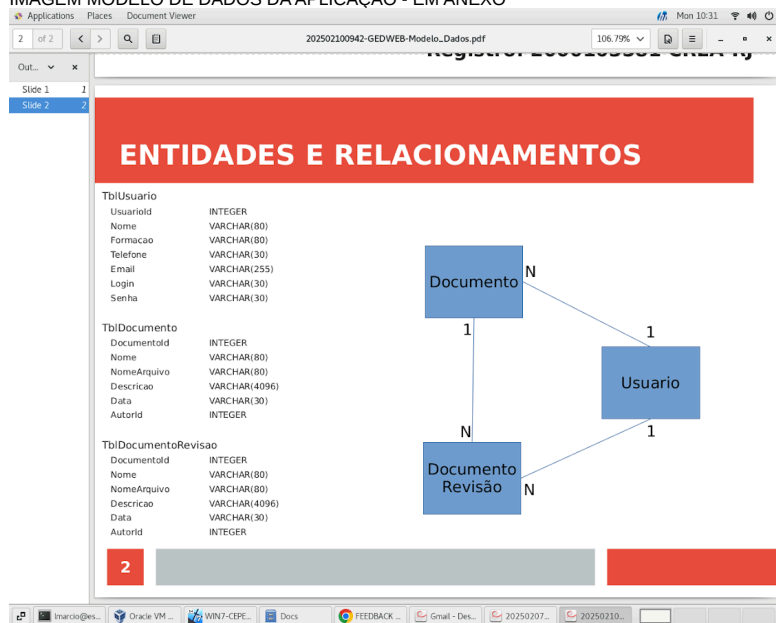 IMAGEM MODELO DE DADOS DA APLICAÇÃO - EM ANEXO
Applications Places Document Viewer Mon 10:31
2 of 2 202502100942-GEDWEB-Modelo_Dados.pdf 106.79%
Out...
Slide 1 1
Slide 2 2
ENTIDADES E RELACIONAMENTOS
TblUsuario
UsuarioId INTEGER
Nome VARCHAR(80)
Formacao VARCHAR(80)
Telefone VARCHAR(30)
Email VARCHAR(255)
Login VARCHAR(30)
Senha VARCHAR(30)
TblDocumento
DocumentoId INTEGER
Nome VARCHAR(80)
NomeArquivo VARCHAR(80)
Descricao VARCHAR(4096)
Data VARCHAR(30)
AutorId INTEGER
TblDocumentoRevisao
DocumentoId INTEGER
Nome VARCHAR(80)
NomeArquivo VARCHAR(80)
Descricao VARCHAR(4096)
Data VARCHAR(30)
AutorId INTEGER
Documento
N
1
1
Usuario
1
N
Documento
Revisão
N
2
lmarcio@es... Oracle VM ... WIN7-CEPE... Docs FEEDBACK ... Gmail - Des... 20250207... 20250210...